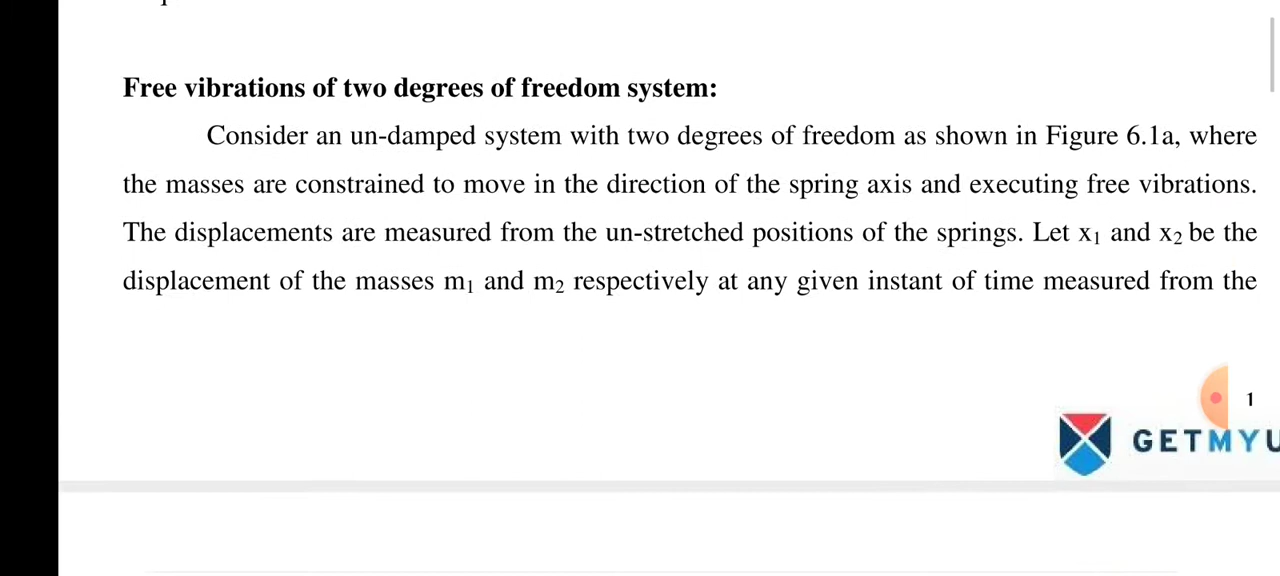 Free vibrations of two degrees of freedom system:
Consider an un-damped system with two degrees of freedom as shown in Figure 6.1a, where
the masses are constrained to move in the direction of the spring axis and executing free vibrations.
The displacements are measured from the un-stretched positions of the springs. Let x₁ and x₂ be the
displacement of the masses m₁ and m₂ respectively at any given instant of time measured from the
1
GETMYU